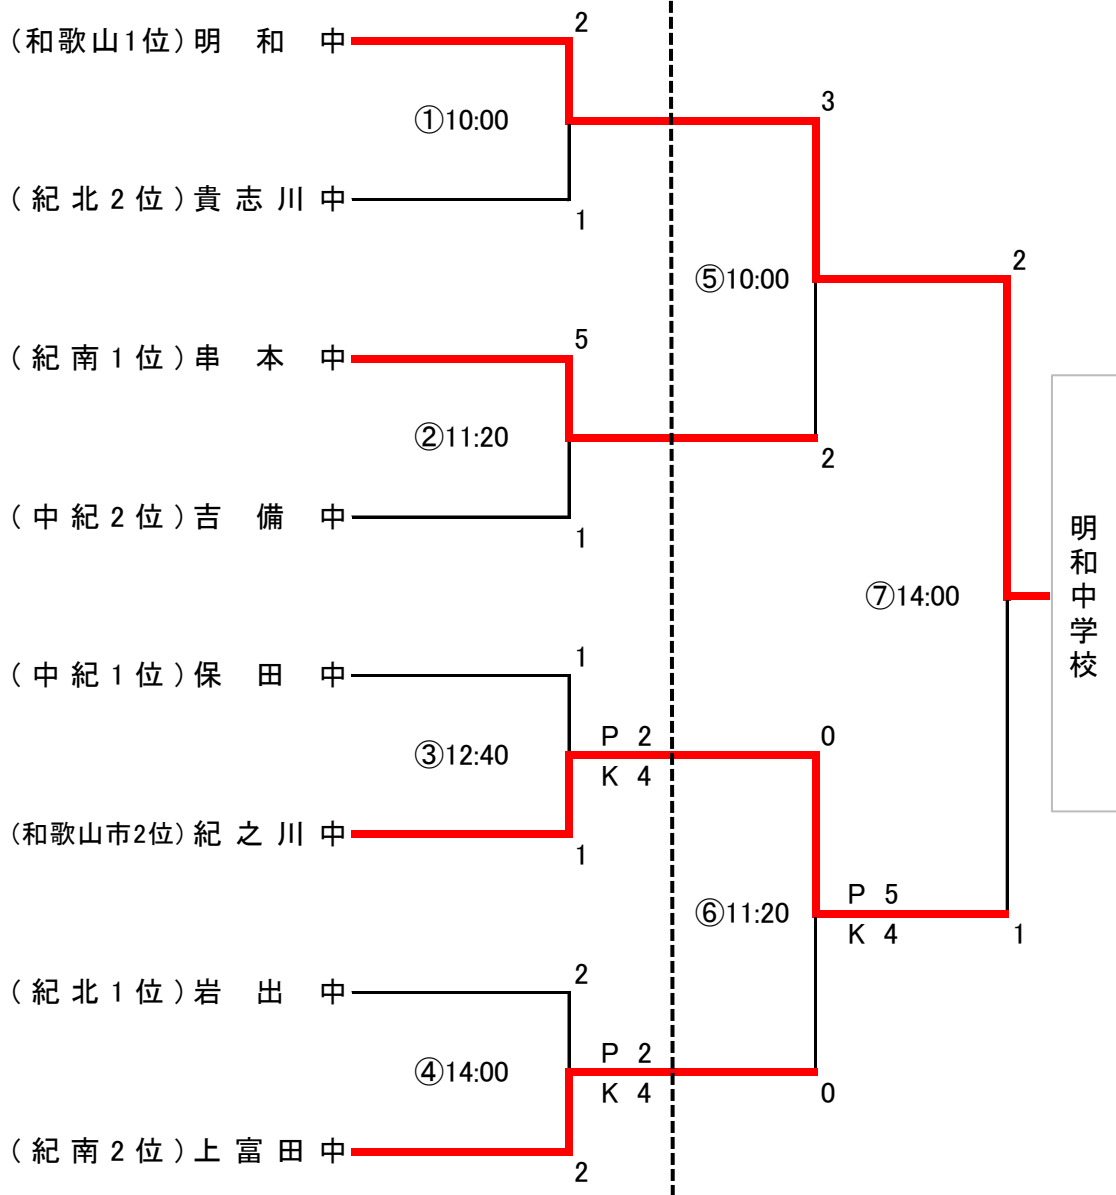 2
(和歌山1位)明和中
3
①10:00
(紀北2位)貴志川中
1
2
⑤10:00
5
(紀南1位)串本中
②11:20
2
(中紀2位)吉備中
1
明和中学校
⑦14:00
1
(中紀1位)保田中
P 2
0
③12:40
K 4
(和歌山市2位)紀之川中
1
P 5
⑥11:20
K 4
1
2
(紀北1位)岩出中
P 2
④14:00
K 4
0
(紀南2位)上富田中
2